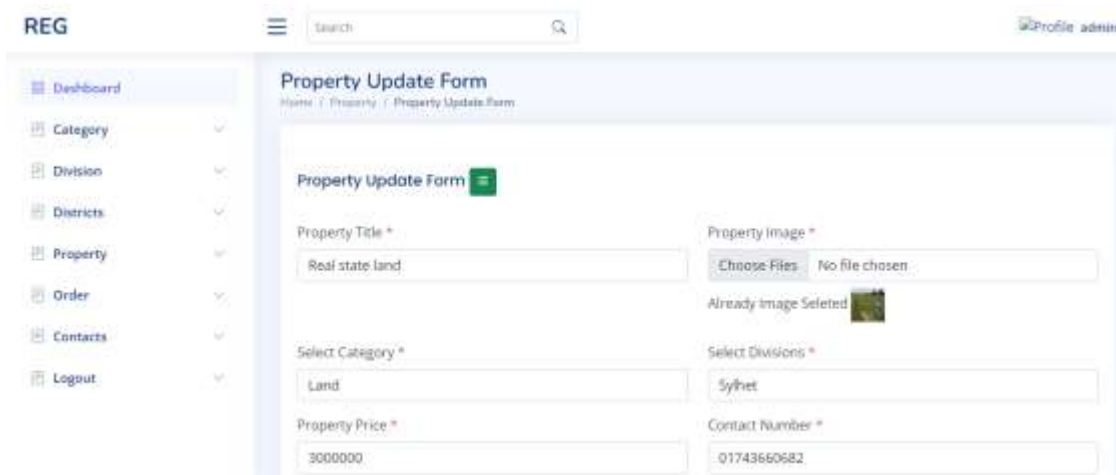 REG
Search
Profile admin
Dashboard
Category
Division
Districts
Property
Order
Contacts
Logout
Property Update Form
Home / Property / Property Update Form
Property Update Form
Property Title *
Property Image *
Real state land
Choose Files No file chosen
Already Image Seleted
Select Category *
Select Divisions *
Land
Sylhet
Property Price *
Contact Number *
3000000
01743660682